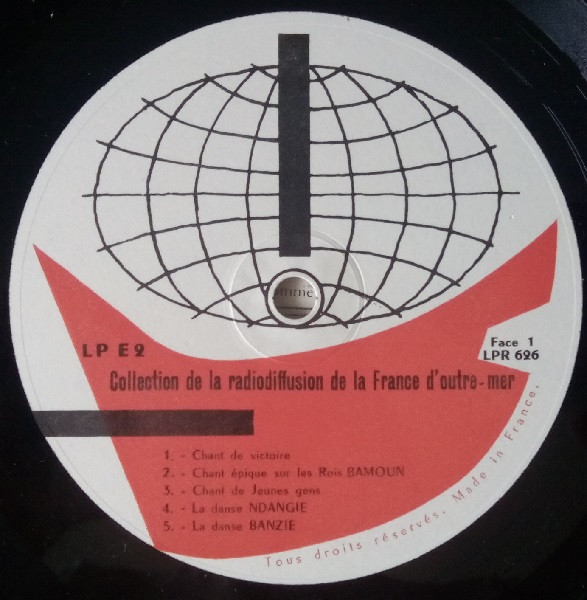 LP E2
Face 1
LPR 626
Collection de la radiodiffusion de la France d'outre-mer
1. - Chant de victoire
2. - Chant épique sur les Rois BAMOUN
3. - Chant de Jeunes gens
4. - La danse NDANGIE
5. - La danse BANZIE
Tous droits réservés. Made in France.